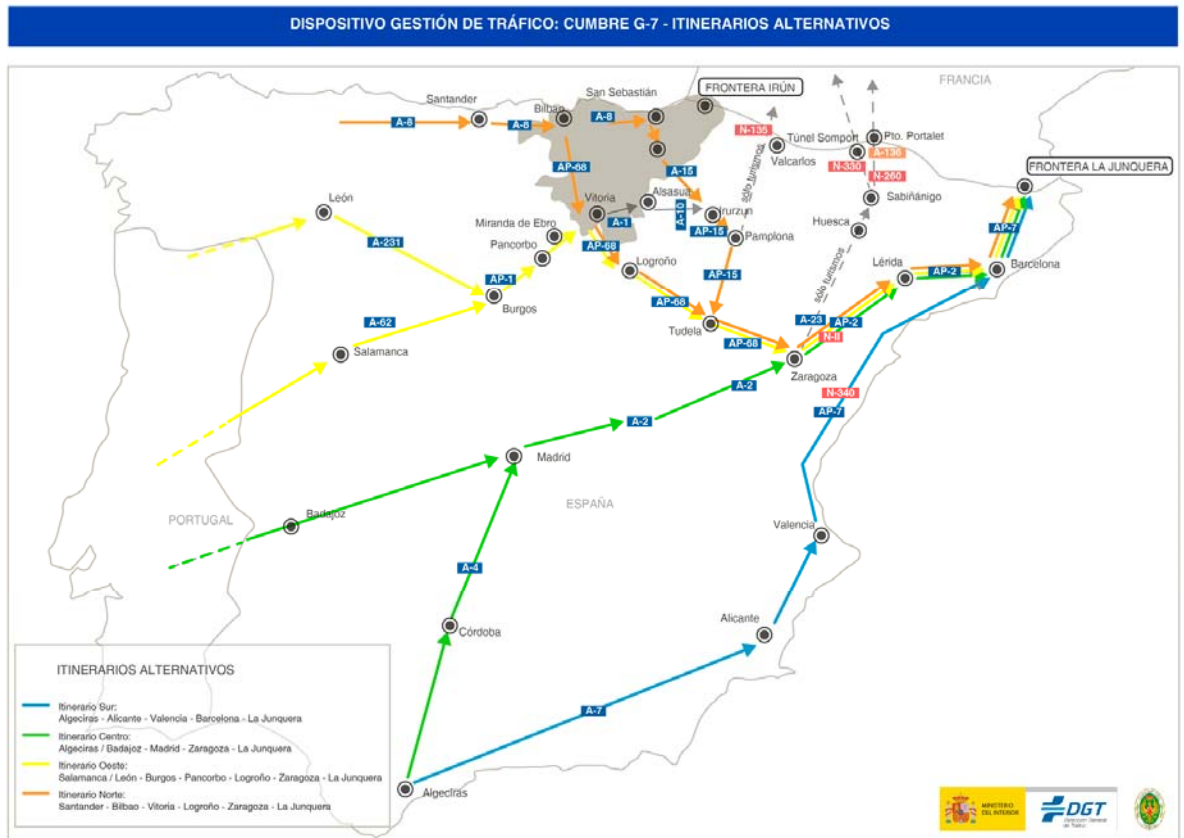 DISPOSITIVO GESTIÓN DE TRÁFICO: CUMBRE G-7 - ITINERARIOS ALTERNATIVOS
FRANCIA
FRONTERA IRÚN
Santander
Bilbao
San Sebastián
A-8
A-8
A-8
N-135
Túnel Somport
Pto. Portalet
A-136
Valcarlos
N-330
N-260
FRONTERA LA JUNQUERA
AP-68
A-15
sólo turismos
León
Vitoria
Alsasua
A-10
Irurzun
Sabiñánigo
Miranda de Ebro
A-1
AP-15
Huesca
AP-7
A-231
Pancorbo
AP-68
Pamplona
AP-1
Logroño
AP-15
sólo turismos
Lérida
AP-2
Barcelona
Burgos
AP-68
A-62
Tudela
AP-68
A-23
AP-2
N-II
Salamanca
Zaragoza
A-2
N-340
AP-7
A-2
Madrid
ESPAÑA
PORTUGAL
Badajoz
Valencia
A-4
Córdoba
Alicante
A-7
Algeciras
ITINERARIOS ALTERNATIVOS
Itinerario Sur:
Algeciras - Alicante - Valencia - Barcelona - La Junquera
Itinerario Centro:
Algeciras / Badajoz - Madrid - Zaragoza - La Junquera
Itinerario Oeste:
Salamanca / León - Burgos - Pancorbo - Logroño - Zaragoza - La Junquera
Itinerario Norte:
Santander - Bilbao - Vitoria - Logroño - Zaragoza - La Junquera
MINISTERIO
DEL INTERIOR
DGT
Dirección General
de Tráfico